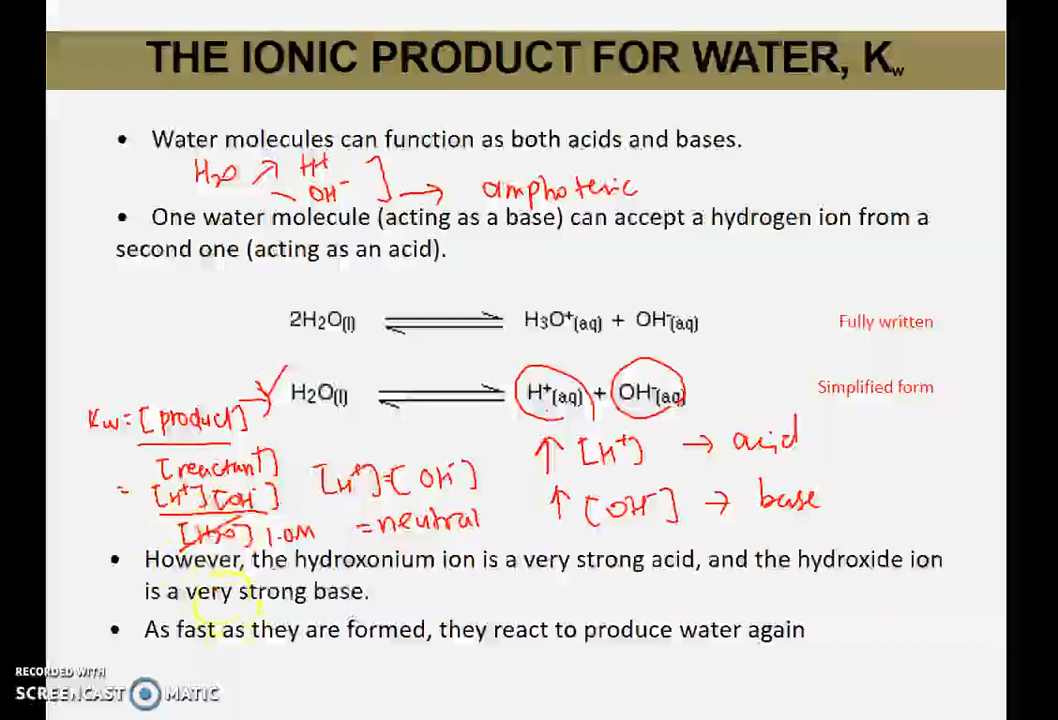 THE IONIC PRODUCT FOR WATER, Kw
• Water molecules can function as both acids and bases.
H2O H+
OH- → amphoteric
• One water molecule (acting as a base) can accept a hydrogen ion from a
second one (acting as an acid).
2H2O(l) ⇌ H3O+(aq) + OH-(aq) Fully written
H2O(l) ⇌ H+(aq) + OH-(aq) Simplified form
Kw = [product]
[reactant]
↑ [H+] → acid
= [H+][OH-] [H+]=[OH-]
↑ [OH-] → base
[H2O] 1.0M = neutral
• However, the hydroxonium ion is a very strong acid, and the hydroxide ion
is a very strong base.
• As fast as they are formed, they react to produce water again
RECORDED WITH
SCREENCAST MATIC